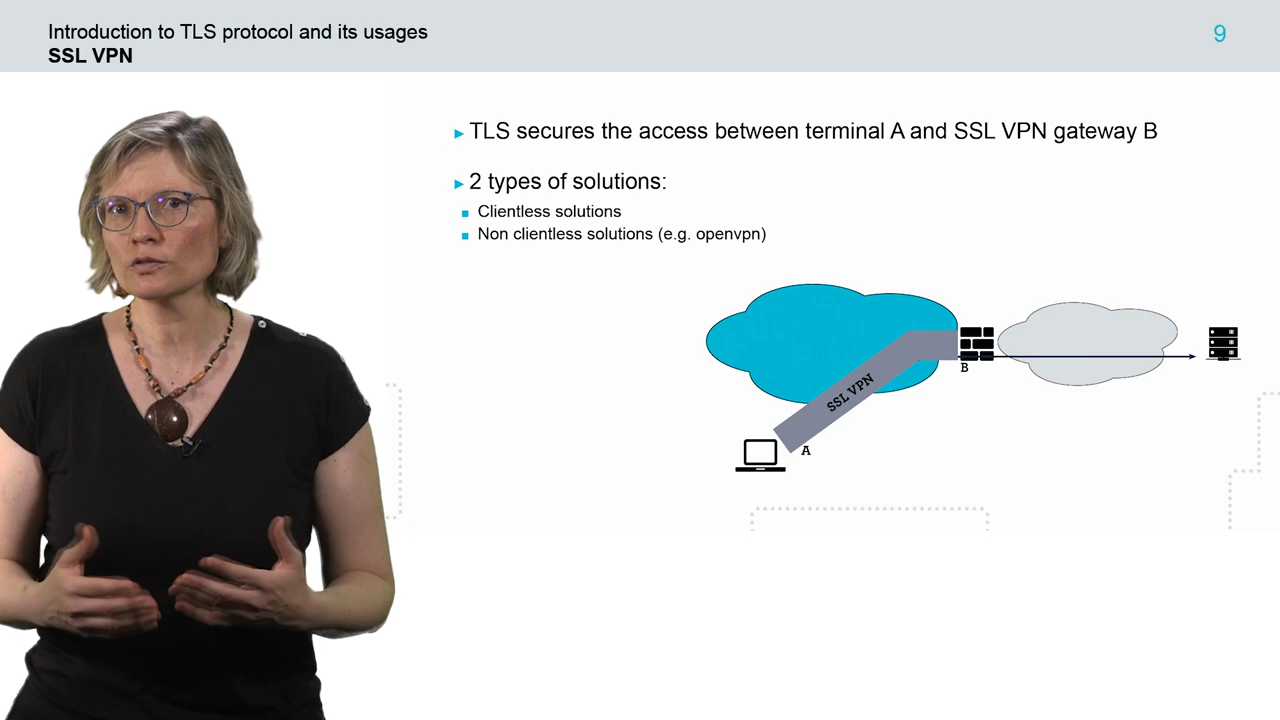 Introduction to TLS protocol and its usages
SSL VPN
9
TLS secures the access between terminal A and SSL VPN gateway B
2 types of solutions:
Clientless solutions
Non clientless solutions (e.g. openvpn)
SSL VPN
B
A